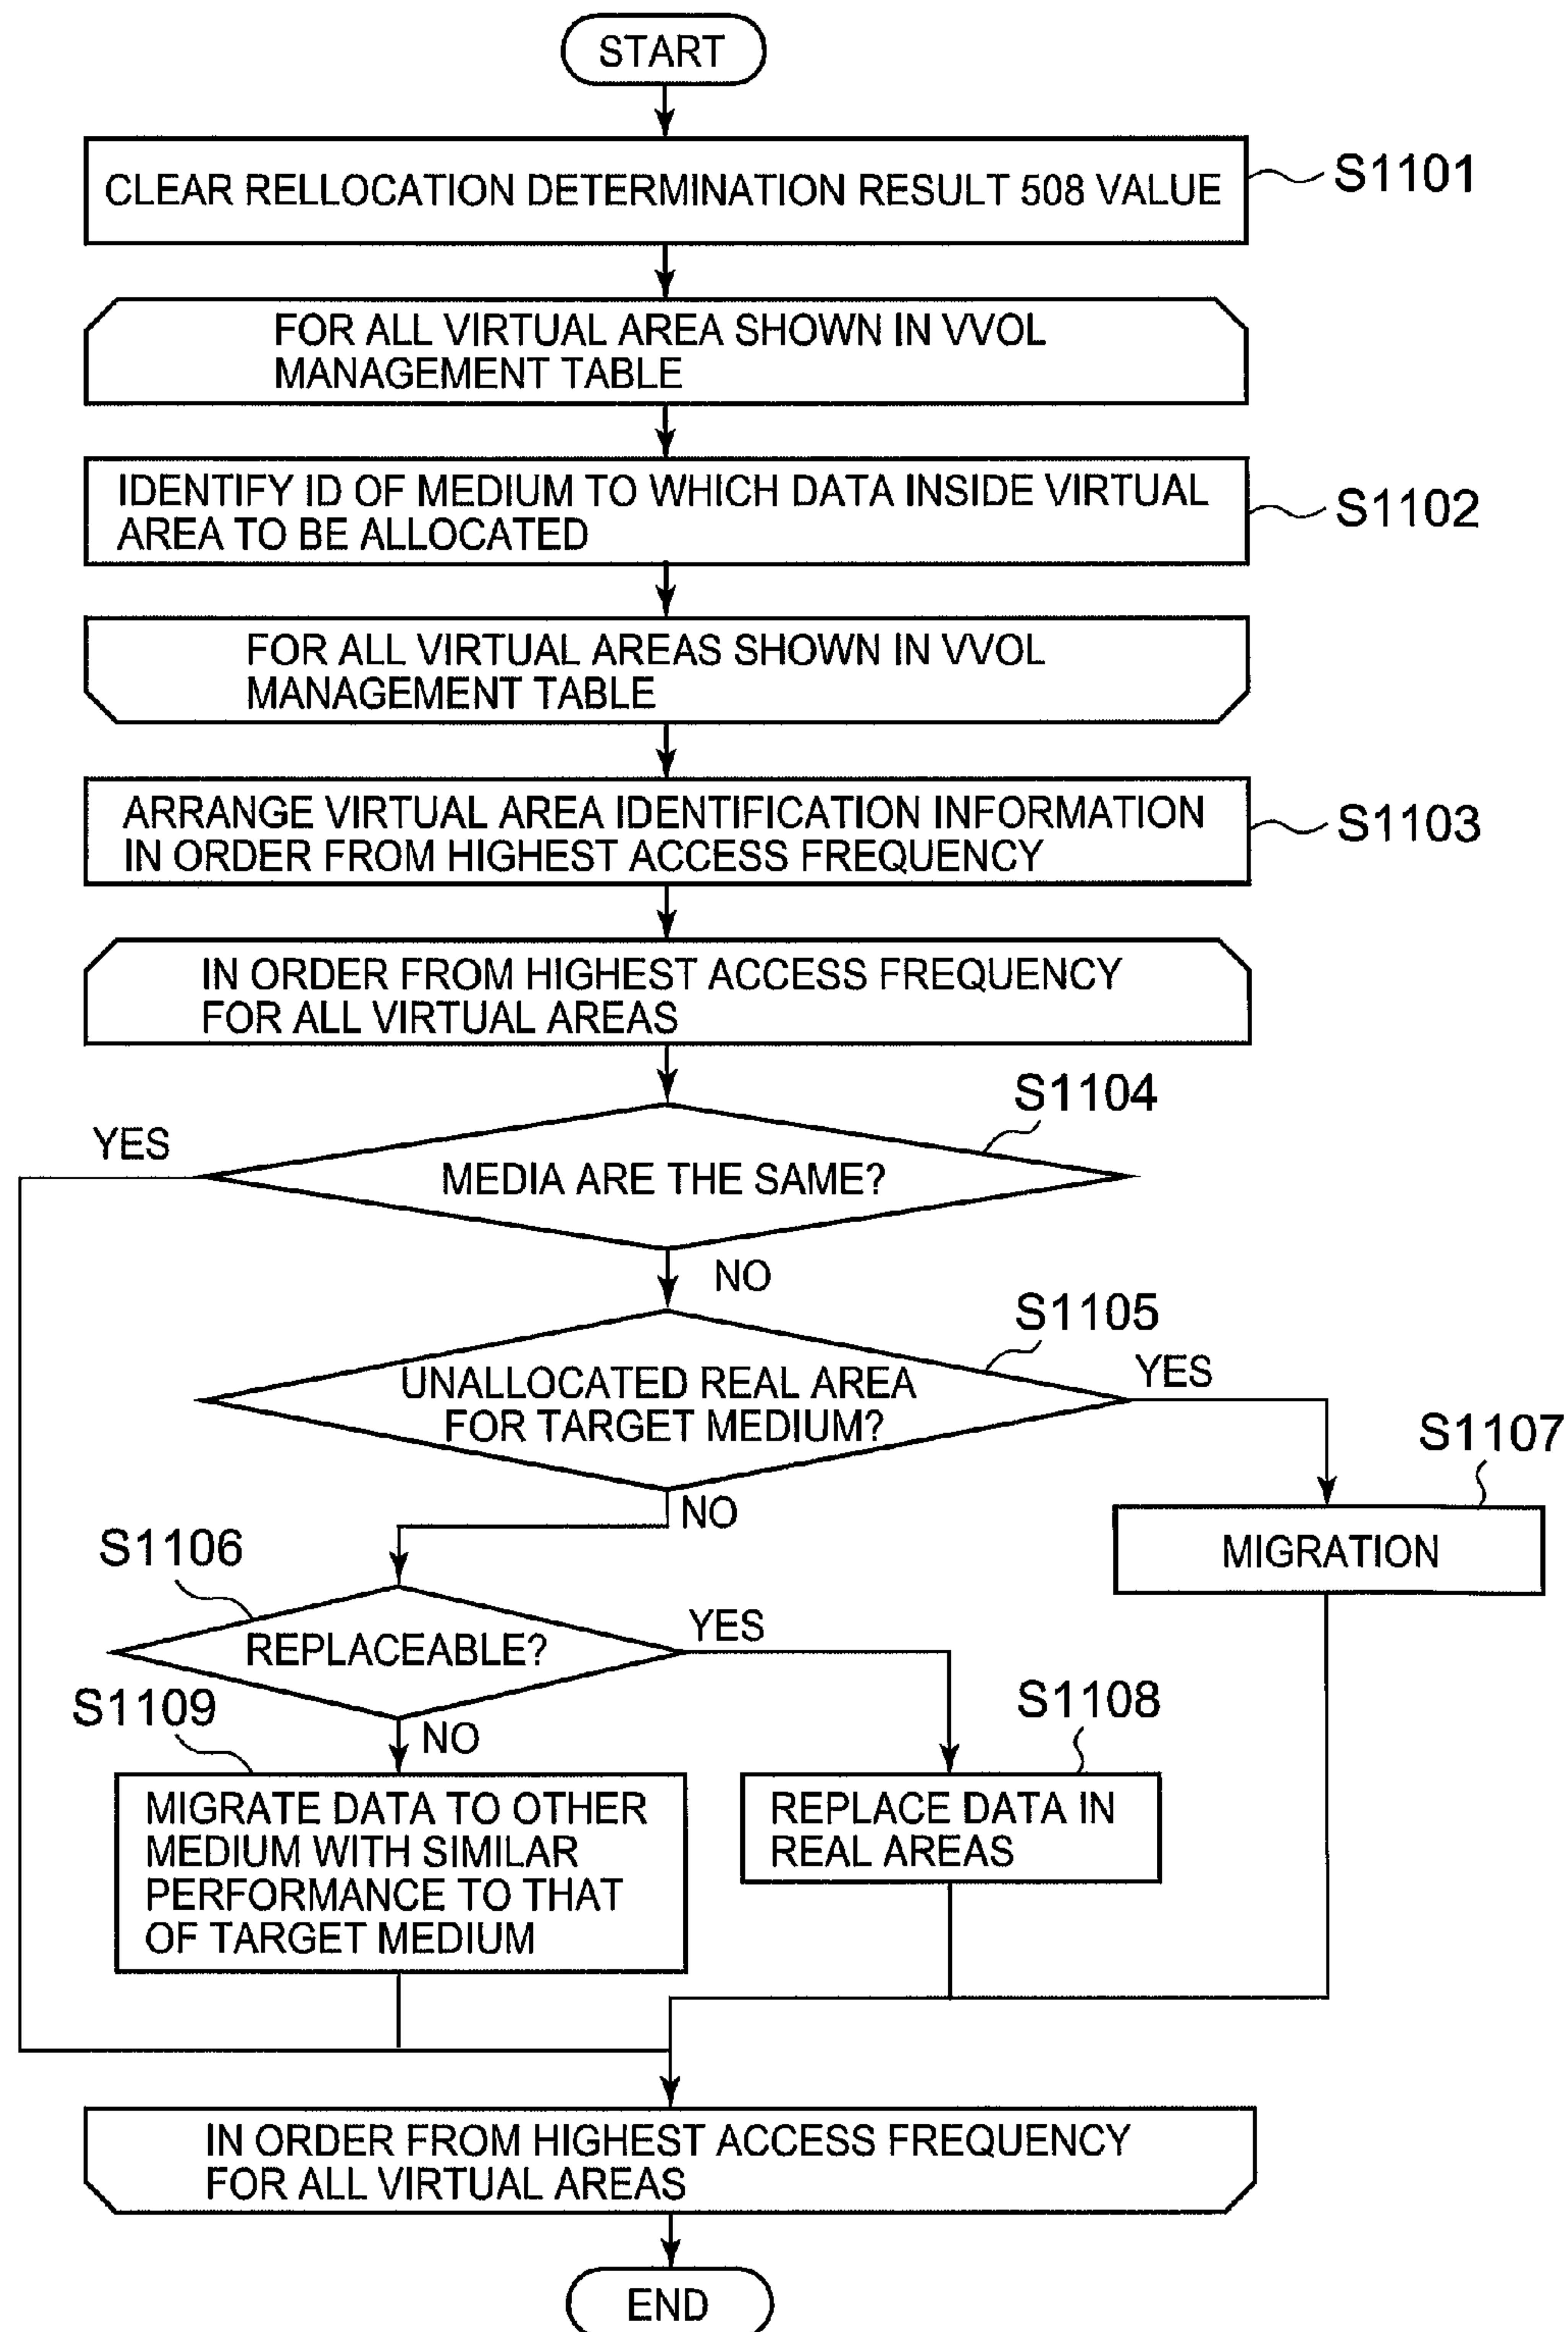 START
CLEAR RELLOCATION DETERMINATION RESULT 508 VALUE
S1101
FOR ALL VIRTUAL AREA SHOWN IN VVOL
MANAGEMENT TABLE
IDENTIFY ID OF MEDIUM TO WHICH DATA INSIDE VIRTUAL
AREA TO BE ALLOCATED
S1102
FOR ALL VIRTUAL AREAS SHOWN IN VVOL
MANAGEMENT TABLE
ARRANGE VIRTUAL AREA IDENTIFICATION INFORMATION
IN ORDER FROM HIGHEST ACCESS FREQUENCY
S1103
IN ORDER FROM HIGHEST ACCESS FREQUENCY
FOR ALL VIRTUAL AREAS
S1104
YES
MEDIA ARE THE SAME?
NO
S1105
UNALLOCATED REAL AREA
FOR TARGET MEDIUM?
YES
S1107
NO
MIGRATION
S1106
REPLACEABLE?
YES
S1109
NO
S1108
MIGRATE DATA TO OTHER
MEDIUM WITH SIMILAR
PERFORMANCE TO THAT
OF TARGET MEDIUM
REPLACE DATA IN
REAL AREAS
IN ORDER FROM HIGHEST ACCESS FREQUENCY
FOR ALL VIRTUAL AREAS
END